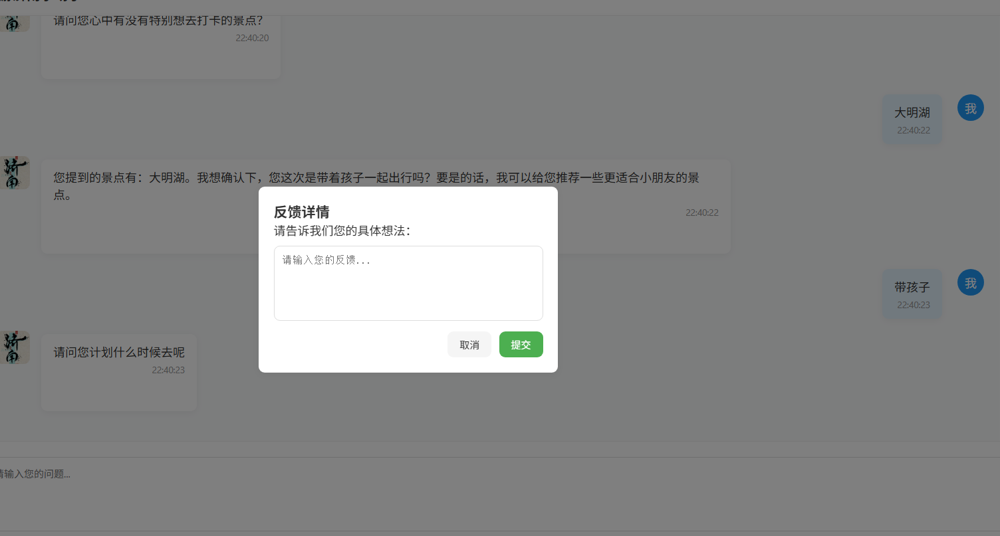 请问您心中有没有特别想去打卡的景点？
22:40:20
大明湖
我
22:40:22
济南
您提到的景点有：大明湖。我想确认下，您这次是带着孩子一起出行吗？要是的话，我可以给您推荐一些更适合小朋友的景
点。
22:40:22
反馈详情
请告诉我们您的具体想法：
请输入您的反馈...
取消
提交
带孩子
我
22:40:23
济南
请问您计划什么时候去呢
22:40:23
请输入您的问题...